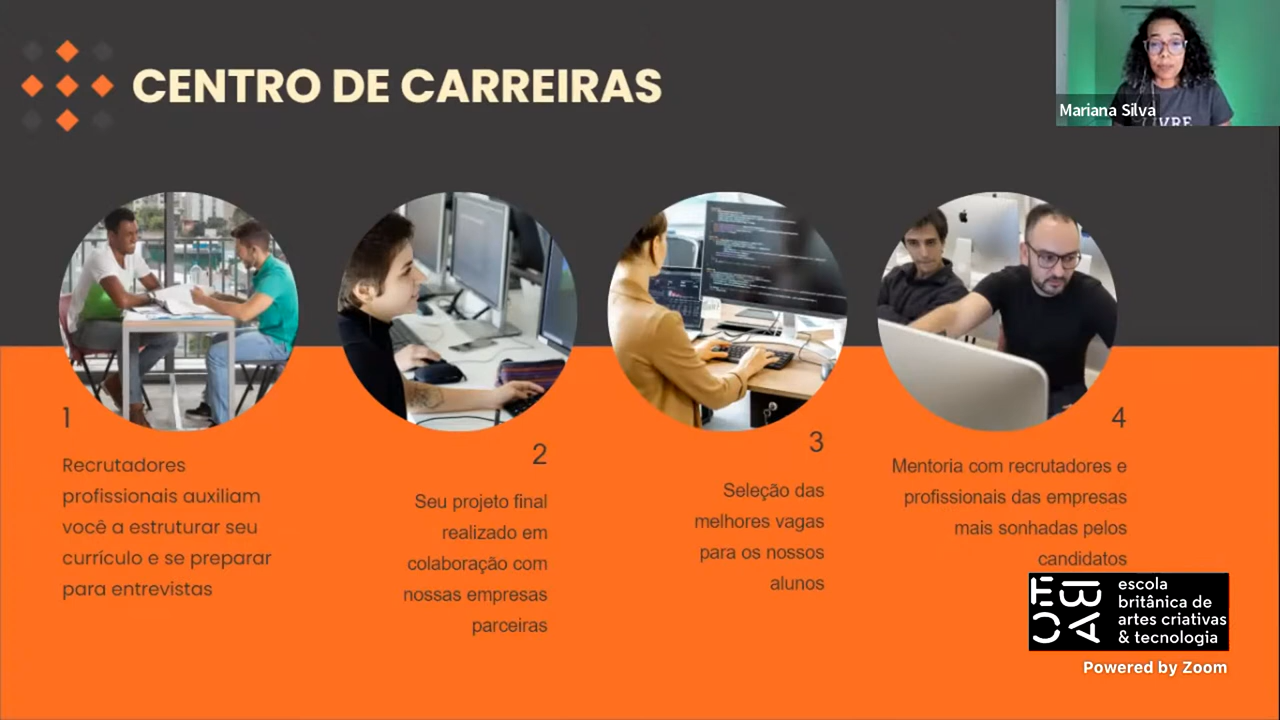 CENTRO DE CARREIRAS
Mariana Silva
1
Recrutadores
profissionais auxiliam
você a estruturar seu
currículo e se preparar
para entrevistas
2
Seu projeto final
realizado em
colaboração com
nossas empresas
parceiras
3
Seleção das
melhores vagas
para os nossos
alunos
4
Mentoria com recrutadores e
profissionais das empresas
mais sonhadas pelos
candidatos
escola
britânica de
artes criativas
& tecnologia
Powered by Zoom